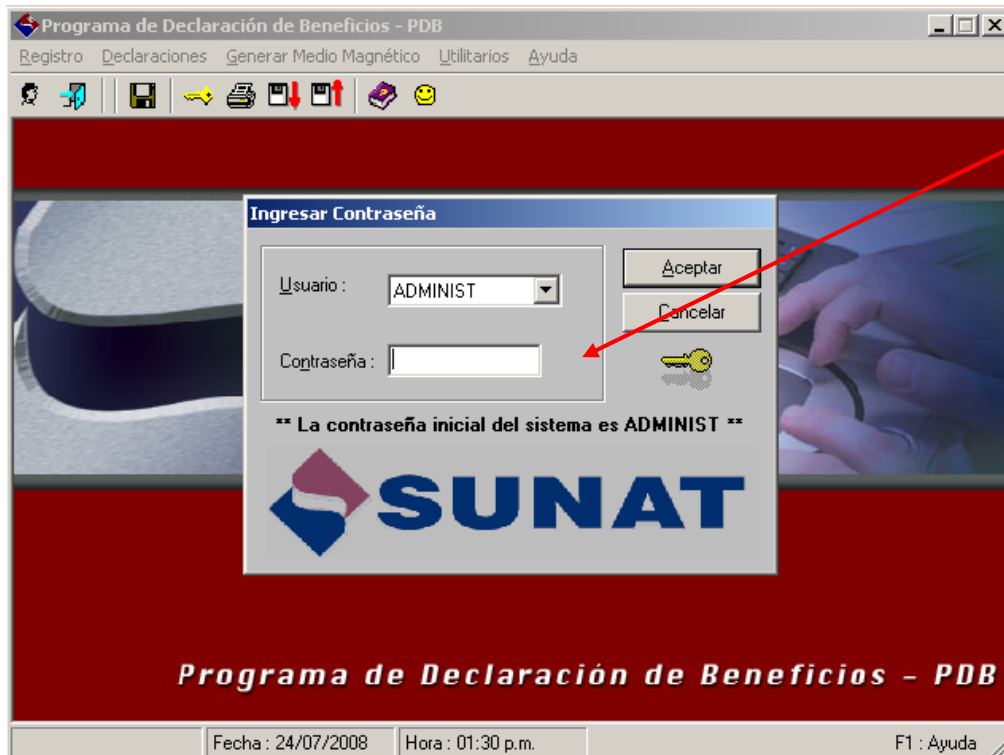 Programa de Declaración de Beneficios - PDB
Registro Declaraciones Generar Medio Magnético Utilitarios Ayuda
Ingresar Contraseña
Usuario : ADMINIST
Aceptar
Cancelar
Contraseña :
** La contraseña inicial del sistema es ADMINIST **
SUNAT
Programa de Declaración de Beneficios - PDB
Fecha : 24/07/2008 Hora : 01:30 p.m. F1 : Ayuda